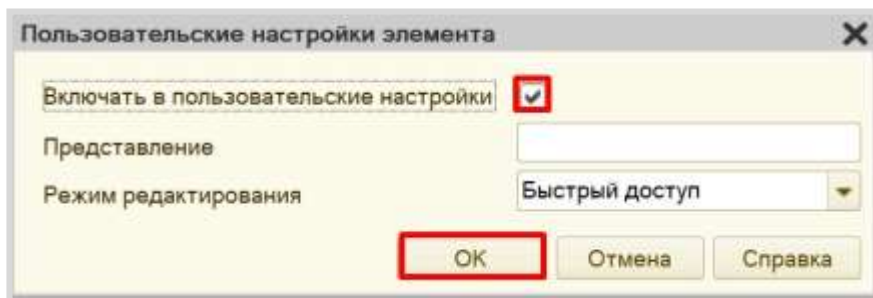 Пользовательские настройки элемента
Включать в пользовательские настройки
Представление
Режим редактирования Быстрый доступ
OK Отмена Справка